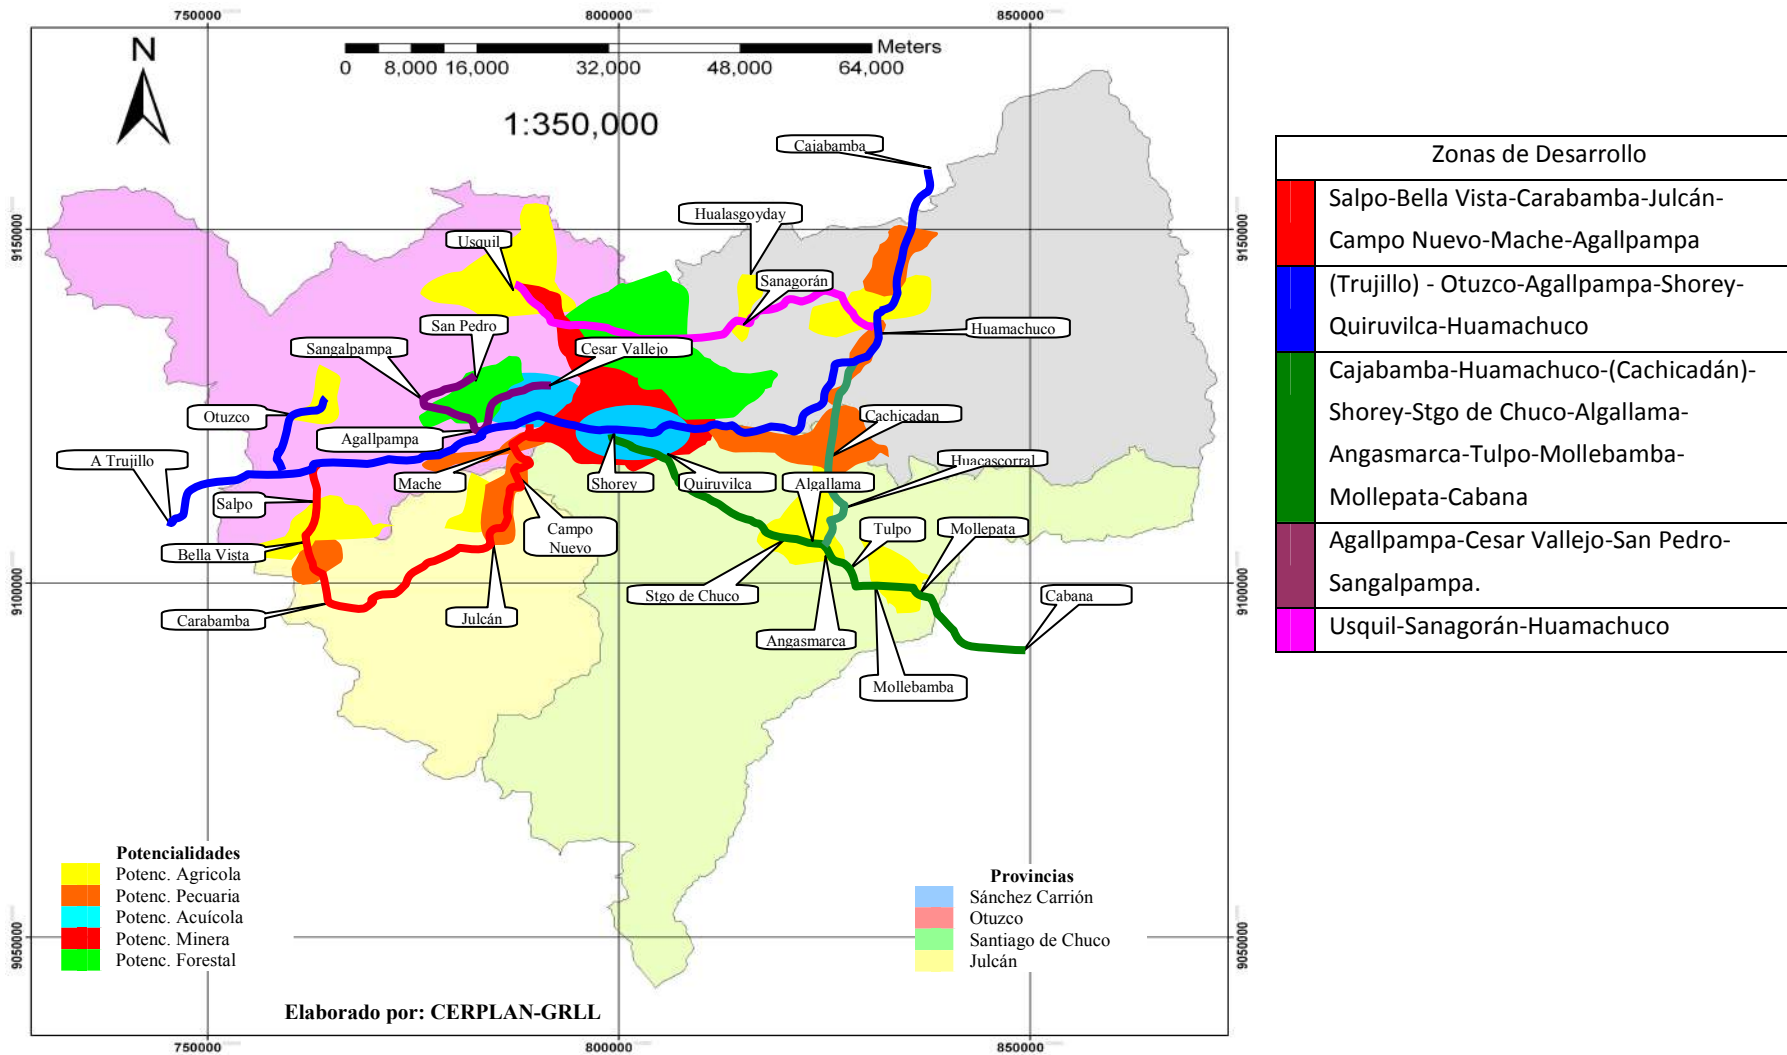 750000
800000
850000
N
Meters
0
8,000
16,000
32,000
48,000
64,000
1:350,000
Cajabamba
Hualasgoyday
Usquil
9150000
9150000
Sanagorán
San Pedro
Huamachuco
Sangalpampa
Cesar Vallejo
Otuzco
Cachicadan
Agallpampa
A Trujillo
Huacascorral
Mache
Shorey
Quiruvilca
Algallama
Salpo
Campo
Nuevo
Tulpo
Mollepata
Bella Vista
9100000
9100000
Stgo de Chuco
Cabana
Carabamba
Julcán
Angasmarca
Mollebamba
Potencialidades
Potenc. Agricola
Potenc. Pecuaria
Potenc. Acuícola
Potenc. Minera
Potenc. Forestal
Provincias
Sánchez Carrión
Otuzco
Santiago de Chuco
Julcán
9050000
9050000
Elaborado por: CERPLAN-GRLL
750000
800000
850000
Zonas de Desarrollo
Salpo-Bella Vista-Carabamba-Julcán-
Campo Nuevo-Mache-Agallpampa
(Trujillo) - Otuzco-Agallpampa-Shorey-
Quiruvilca-Huamachuco
Cajabamba-Huamachuco-(Cachicadán)-
Shorey-Stgo de Chuco-Algallama-
Angasmarca-Tulpo-Mollebamba-
Mollepata-Cabana
Agallpampa-Cesar Vallejo-San Pedro-
Sangalpampa.
Usquil-Sanagorán-Huamachuco